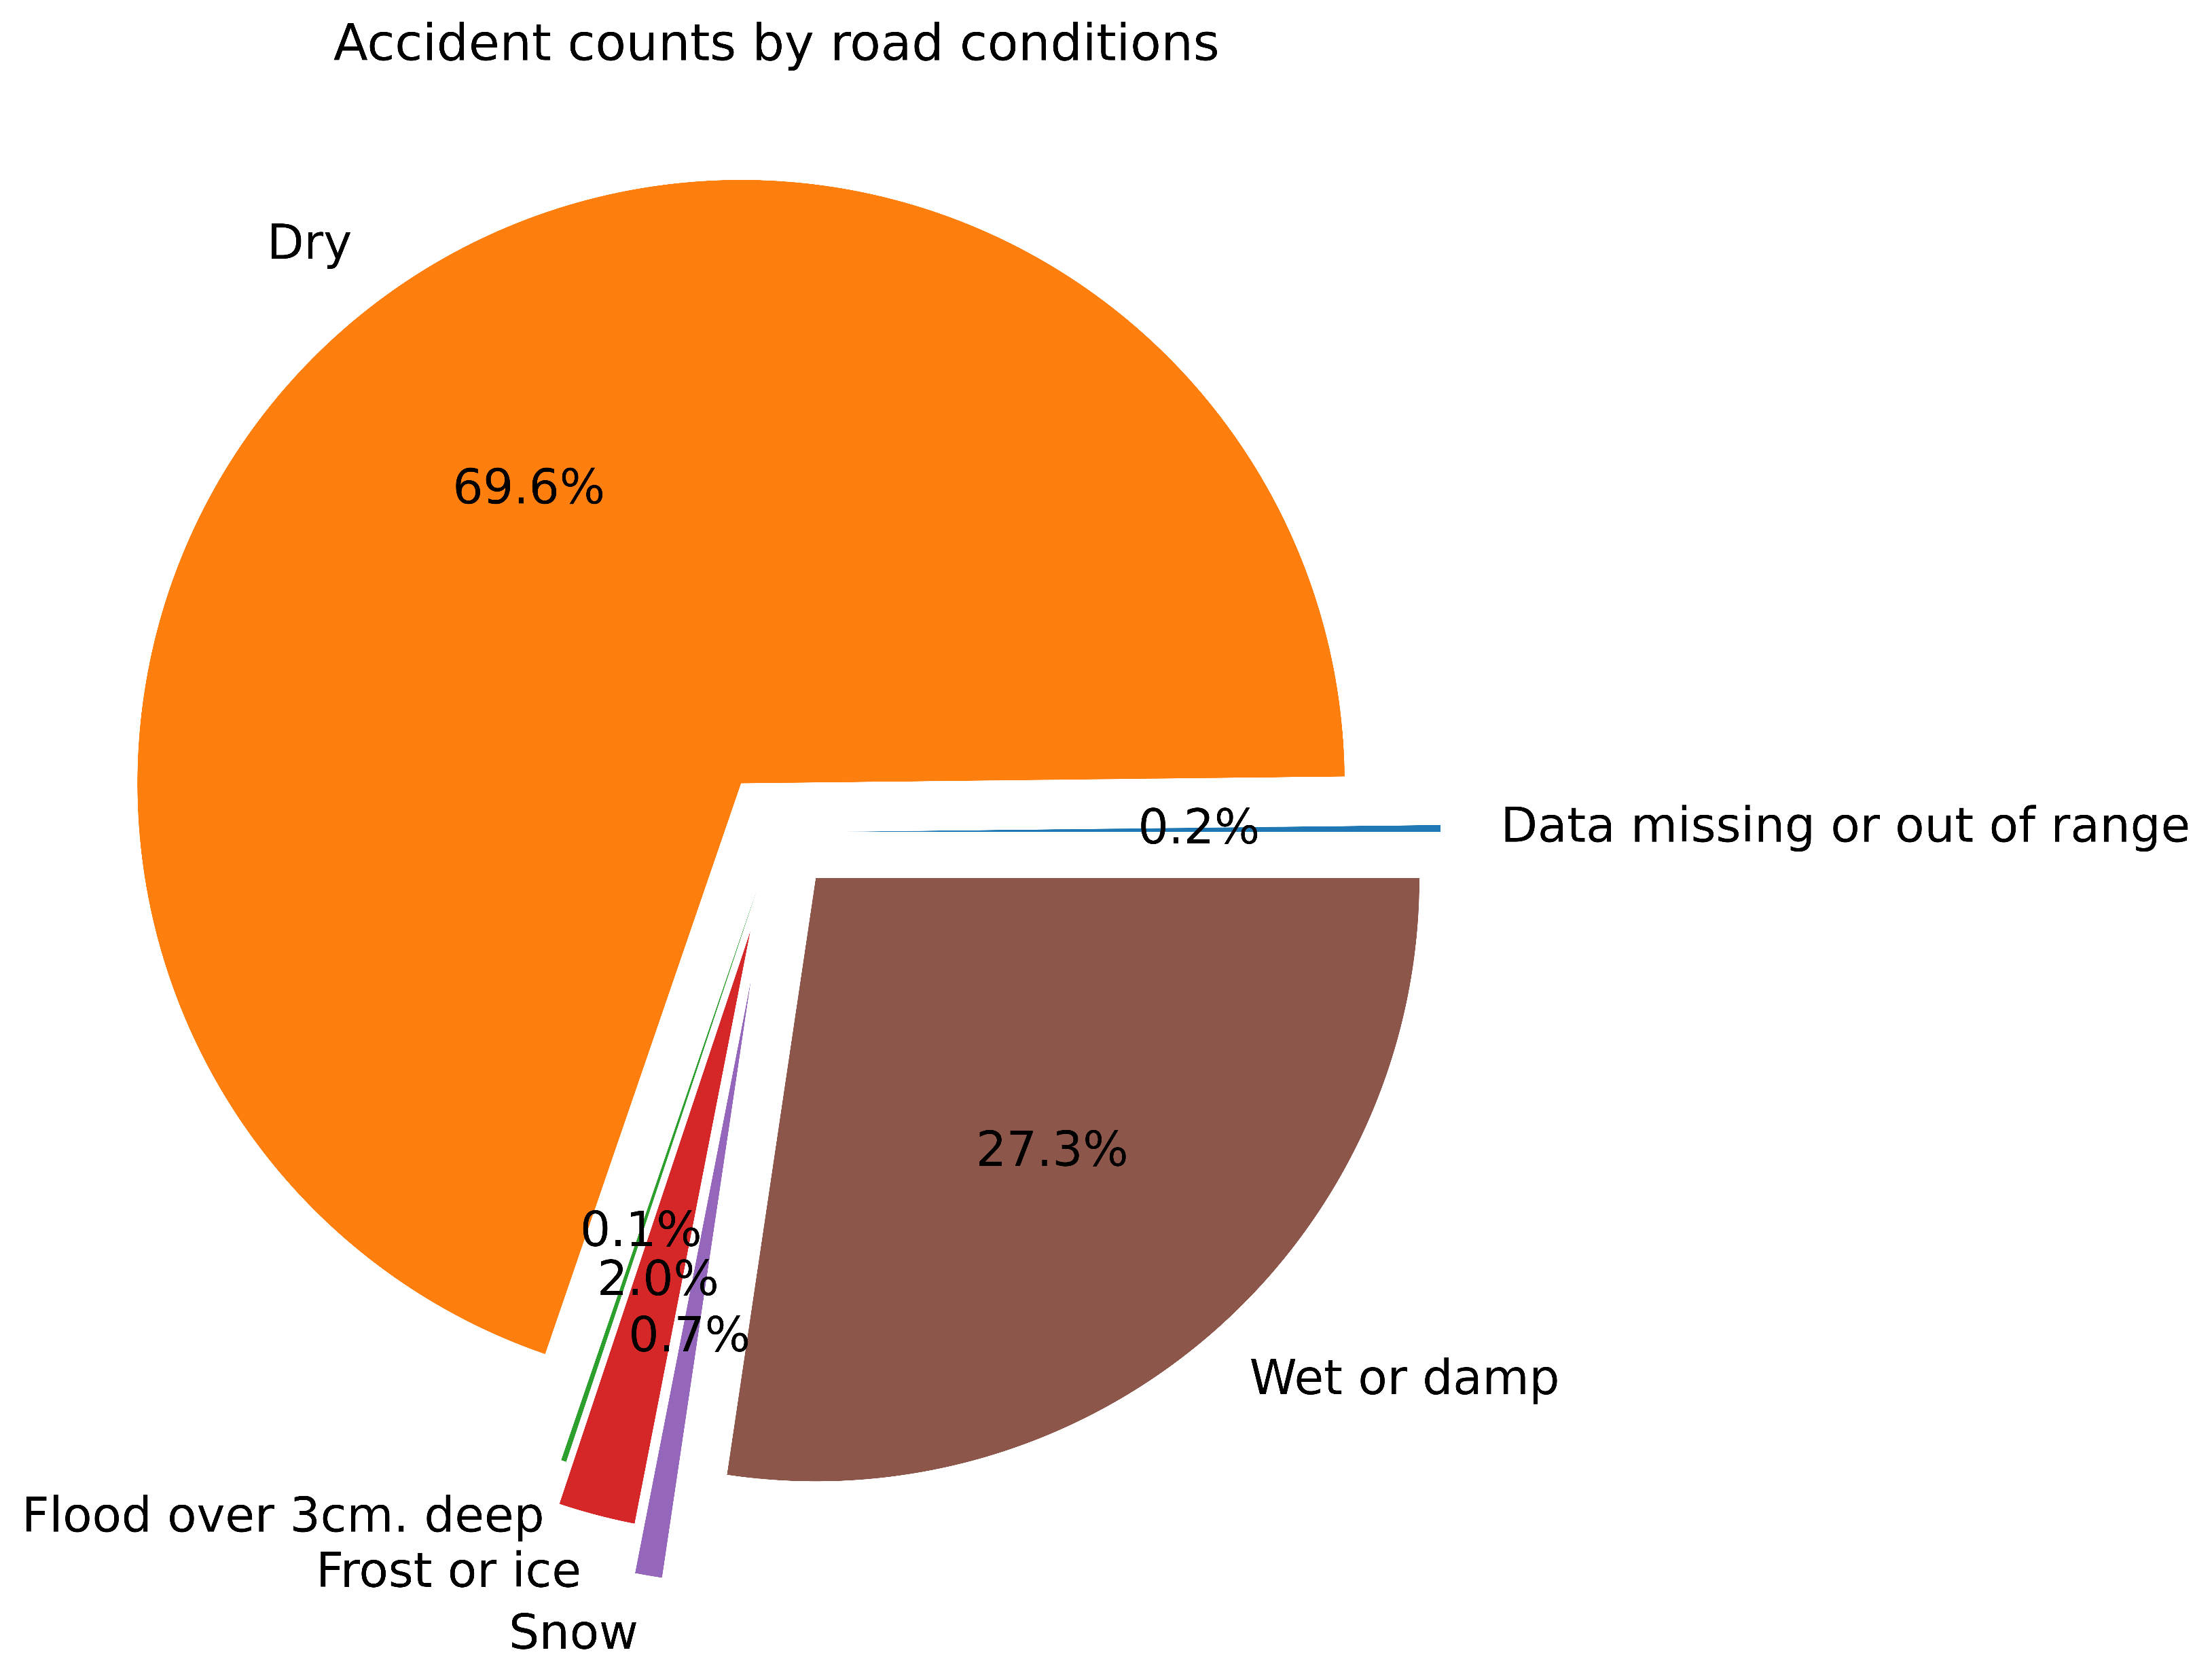 Accident counts by road conditions
Dry
69.6%
0.2%
Data missing or out of range
27.3%
0.1%
2.0%
0.7%
Wet or damp
Flood over 3cm. deep
Frost or ice
Snow